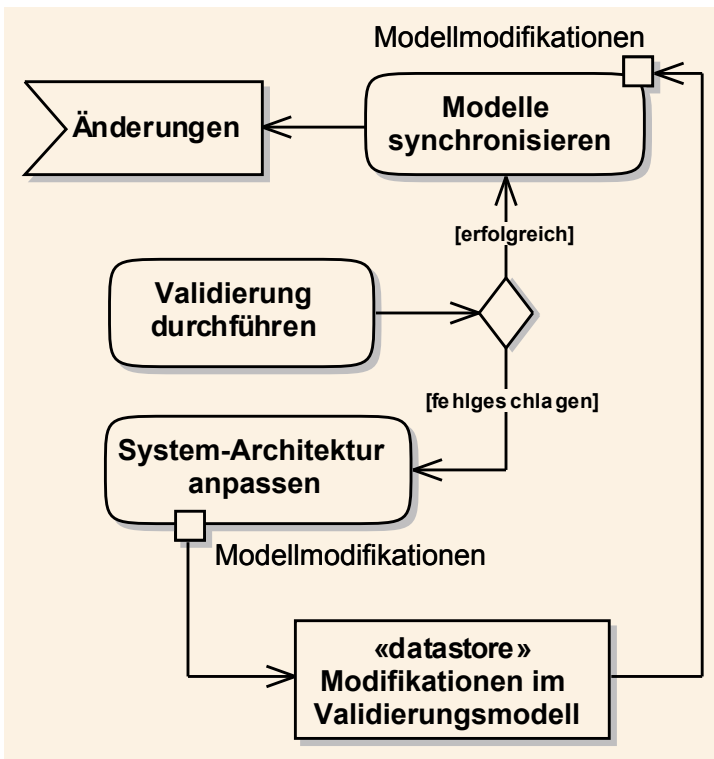 Modellmodifikationen
Änderungen
Modelle
synchronisieren
[erfolgreich]
Validierung
durchführen
[fehlgeschlagen]
System-Architektur
anpassen
Modellmodifikationen
«datastore»
Modifikationen im
Validierungsmodell